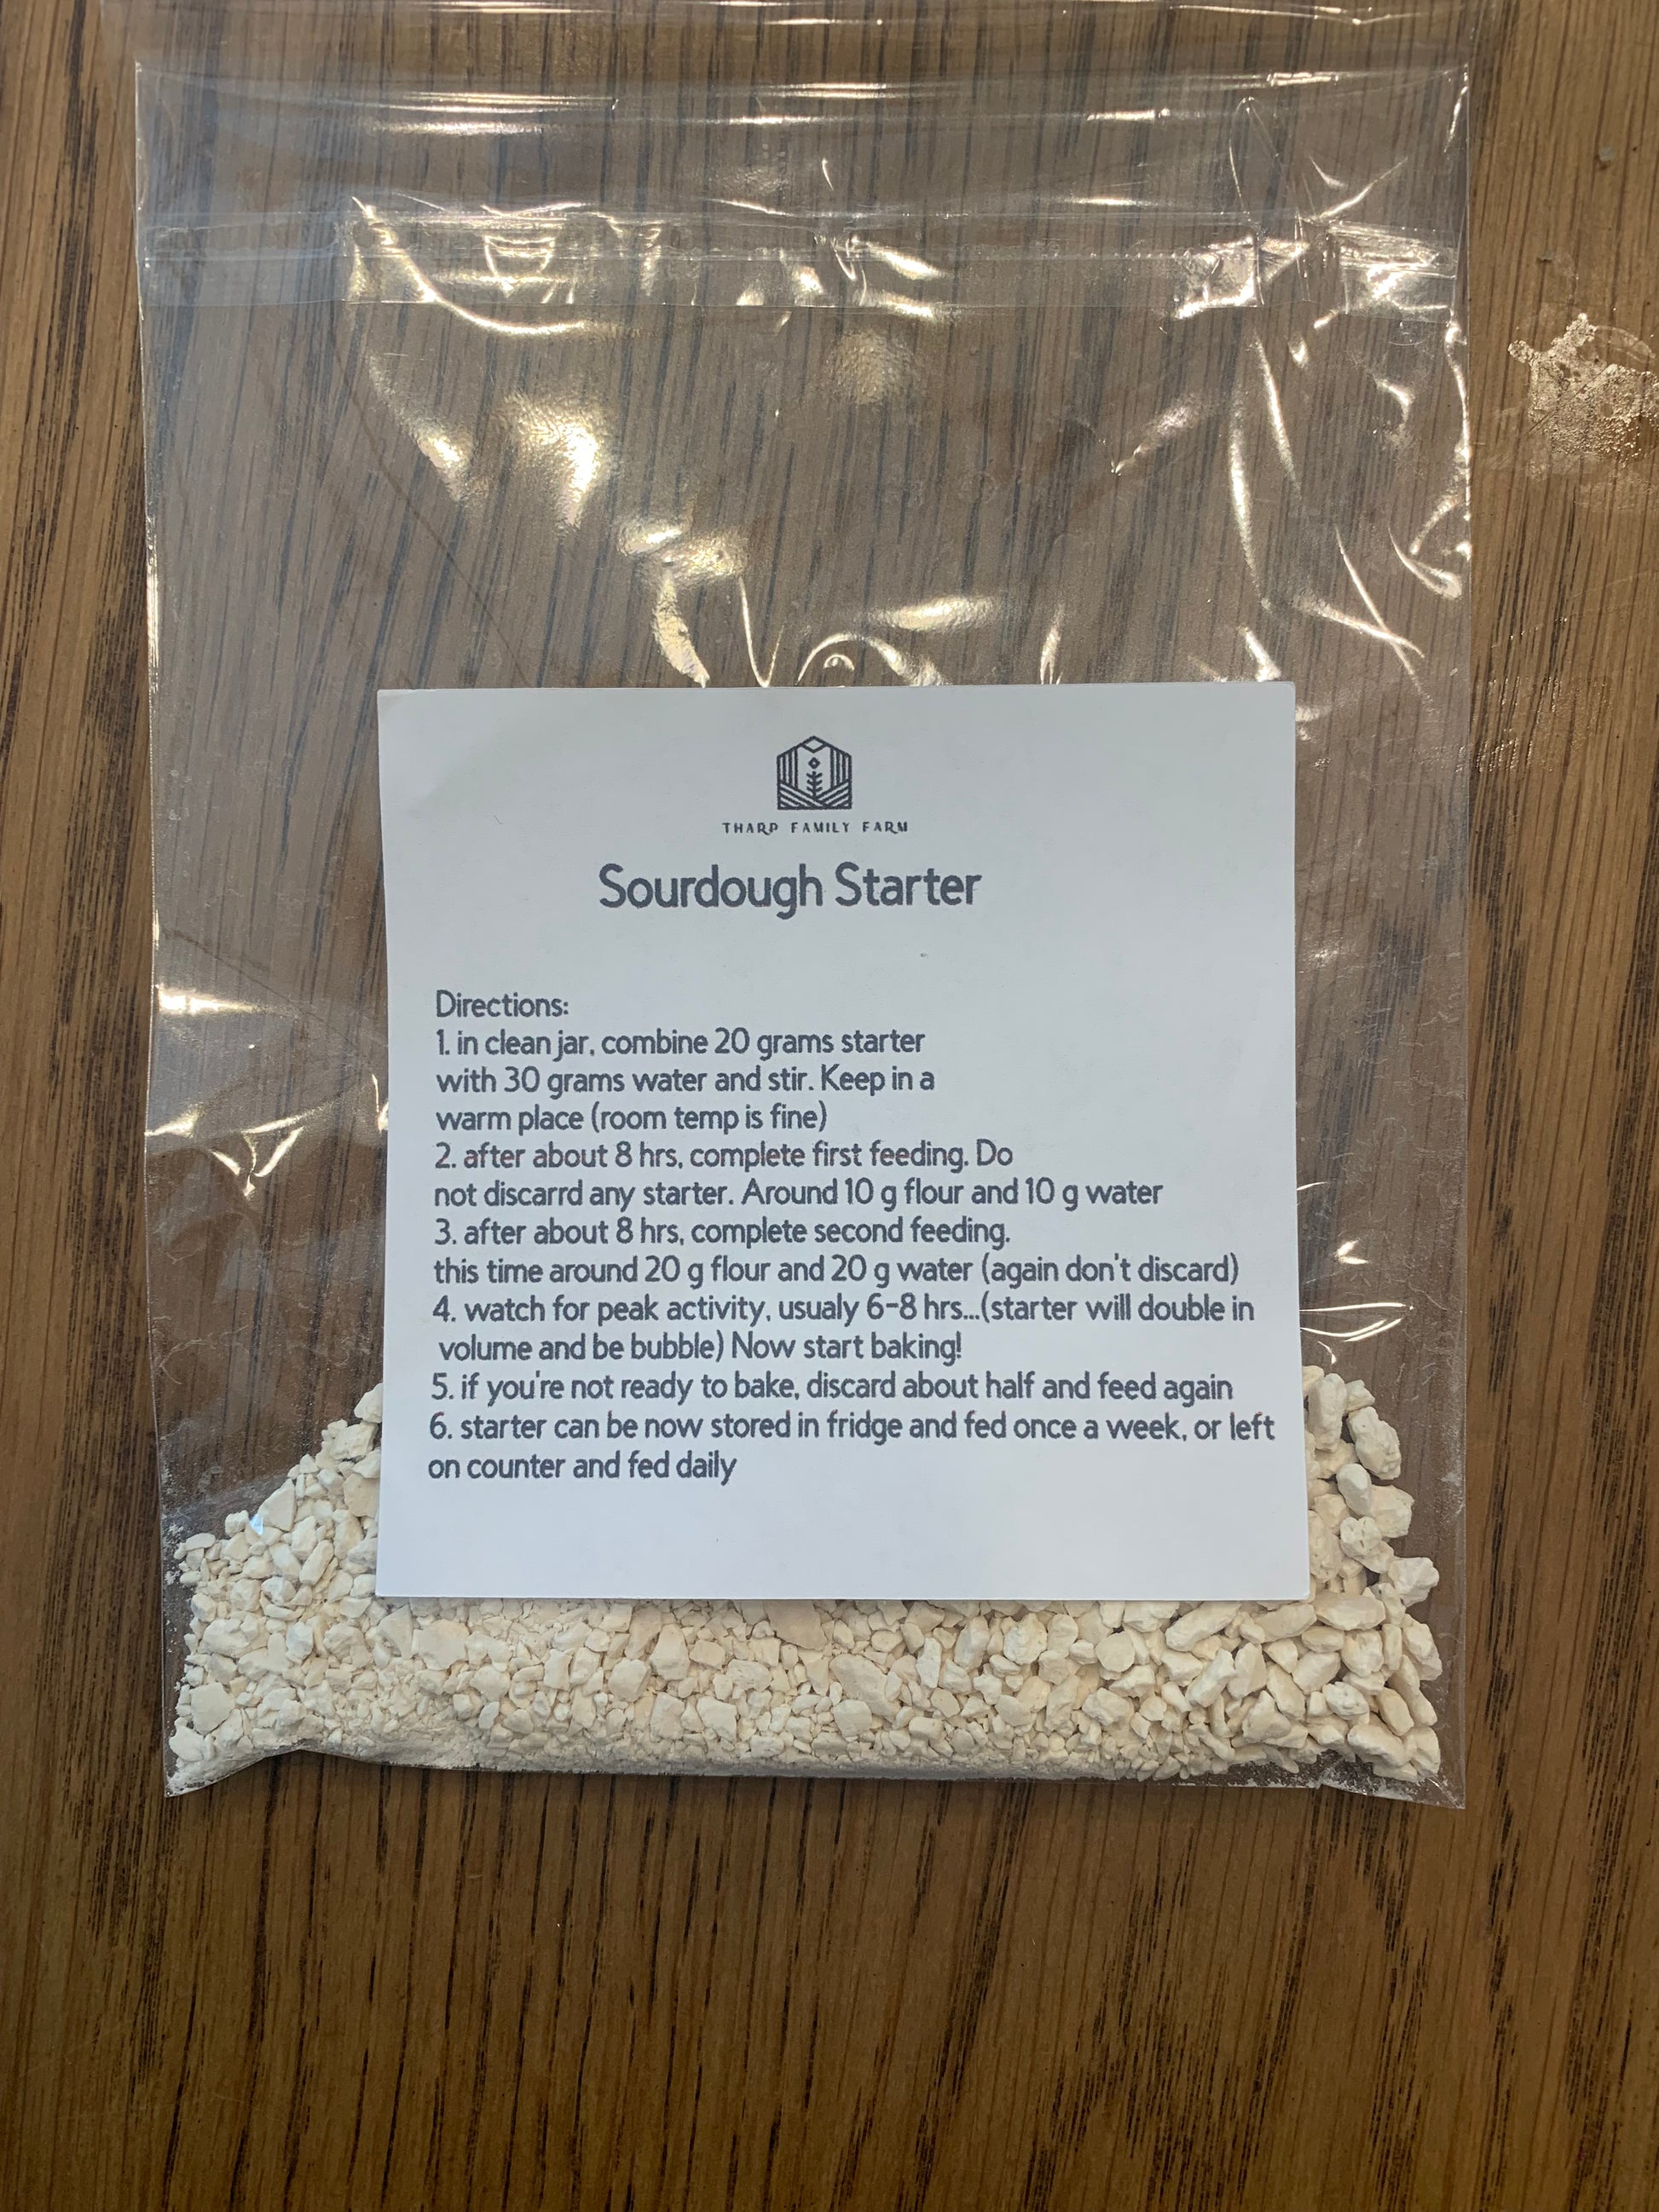 THARP FAMILY FARM
Sourdough Starter
Directions:
1. in clean jar, combine 20 grams starter
with 30 grams water and stir. Keep in a
warm place (room temp is fine)
2. after about 8 hrs, complete first feeding. Do
not discarrd any starter. Around 10 g flour and 10 g water
3. after about 8 hrs, complete second feeding.
this time around 20 g flour and 20 g water (again don't discard)
4. watch for peak activity, usualy 6-8 hrs...(starter will double in
volume and be bubble) Now start baking!
5. if you're not ready to bake, discard about half and feed again
6. starter can be now stored in fridge and fed once a week, or left
on counter and fed daily